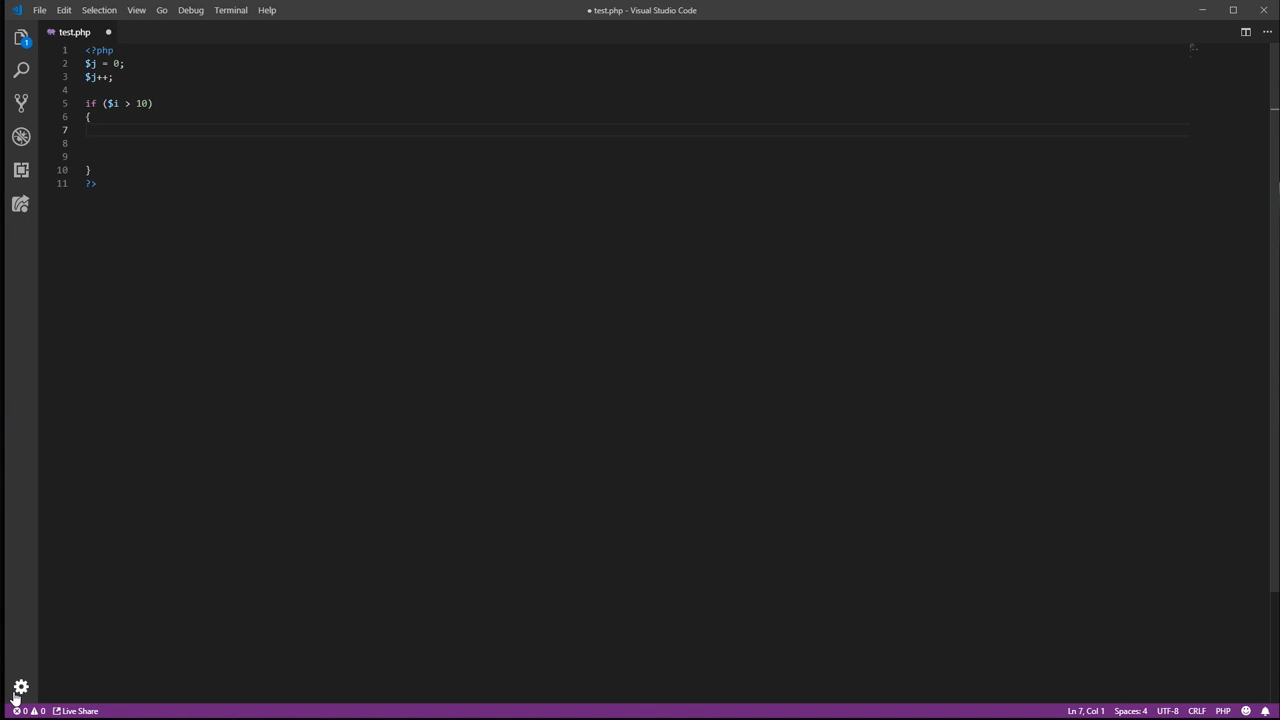 File Edit Selection View Go Debug Terminal Help
● test.php - Visual Studio Code
test.php ●
1
1 <?php
2 $j = 0;
3 $j++;
4
5 if ($i > 10)
6 {
7
8
9
10 }
11 ?>
0 0 Live Share
Ln 7, Col 1 Spaces: 4 UTF-8 CRLF PHP